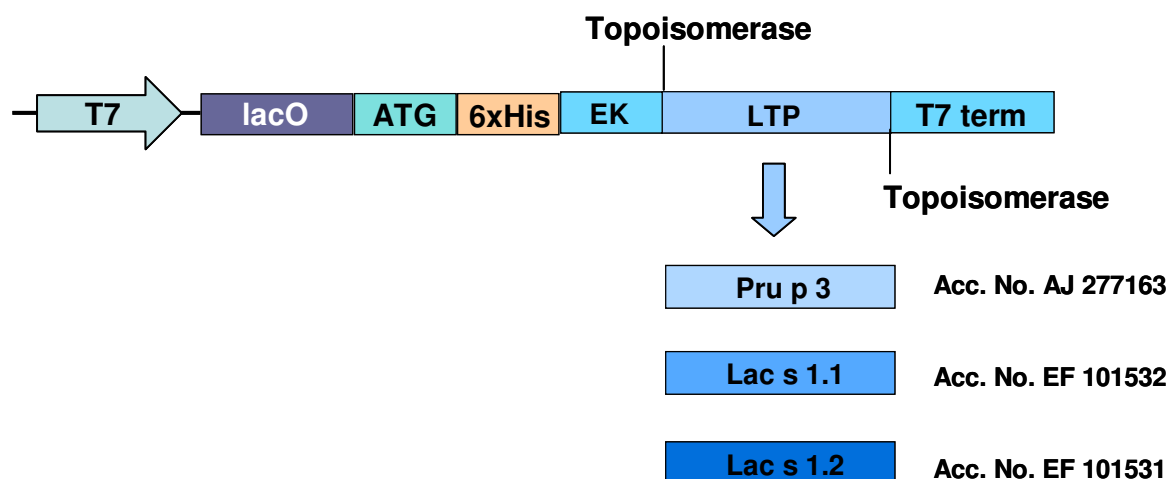 Topoisomerase
T7 lacO ATG 6xHis EK LTP T7 term
Topoisomerase
Pru p 3 Acc. No. AJ 277163
Lac s 1.1 Acc. No. EF 101532
Lac s 1.2 Acc. No. EF 101531